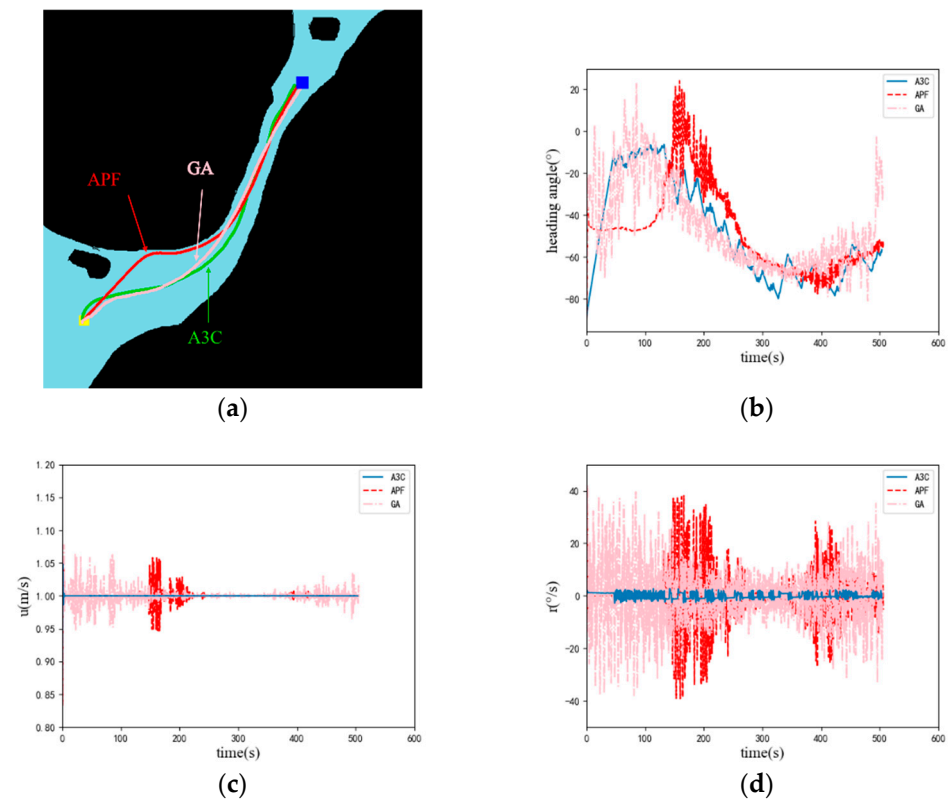 APF
GA
A3C
(a)
heading angle(°)
20
0
-20
-40
-60
-80
0
100
200
300
400
500
600
time(s)
A3C
APF
GA
(b)
u(m/s)
1.20
1.15
1.10
1.05
1.00
0.95
0.90
0.85
0.80
0
100
200
300
400
500
600
time(s)
A3C
APF
GA
(c)
r(°/s)
40
20
0
-20
-40
0
100
200
300
400
500
600
time(s)
A3C
APF
GA
(d)